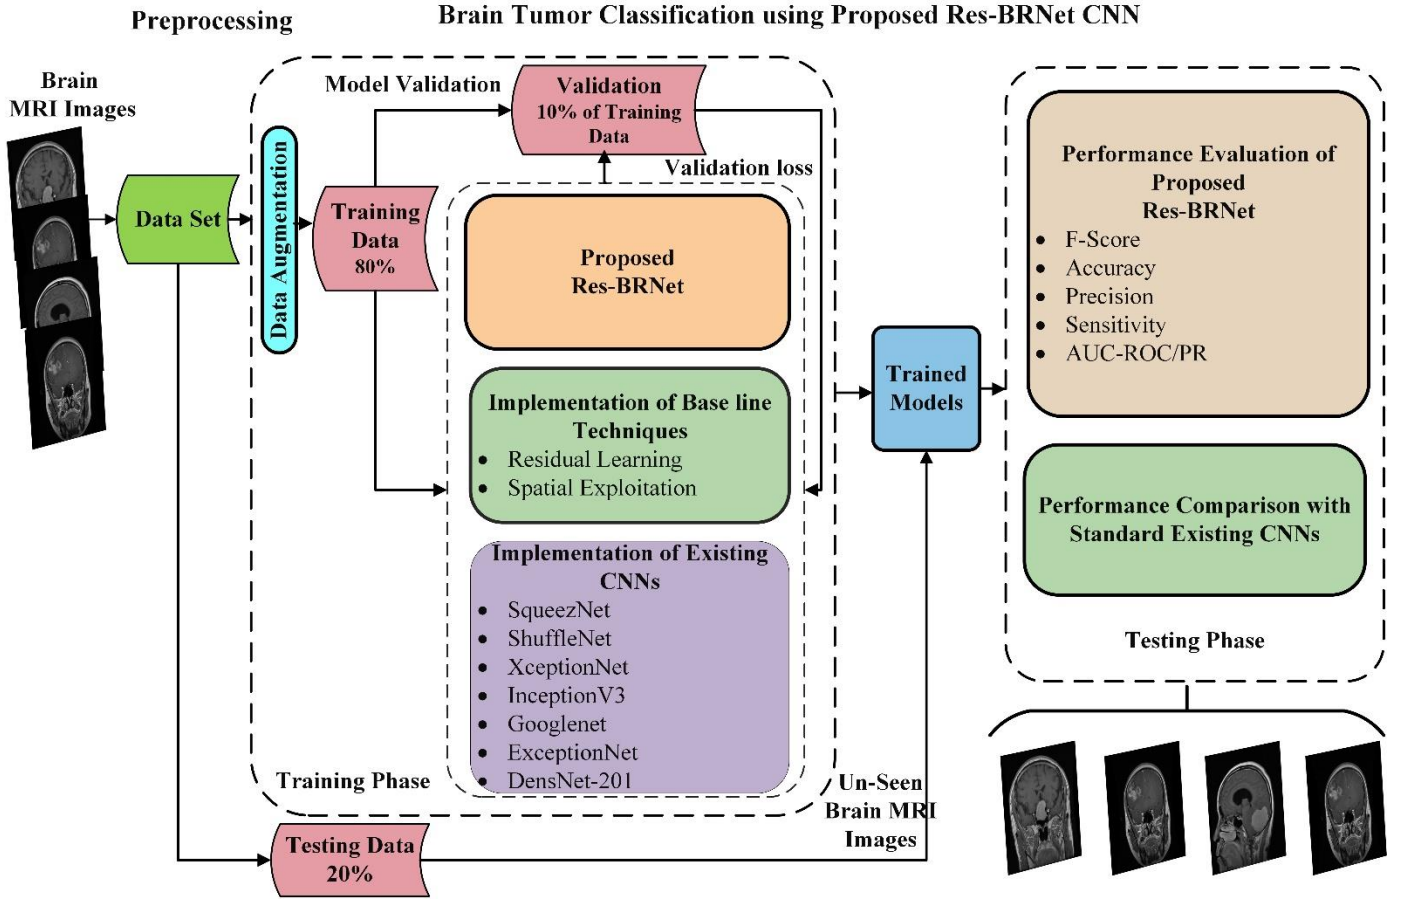 Preprocessing
Brain Tumor Classification using Proposed Res-BRNet CNN
Brain
MRI Images
Data Set
Data Augmentation
Training
Data
80%
Model Validation
Validation
10% of Training
Data
Validation loss
Proposed
Res-BRNet
Implementation of Base line
Techniques
• Residual Learning
• Spatial Exploitation
Implementation of Existing
CNNs
• SqueezNet
• ShuffleNet
• XceptionNet
• InceptionV3
• Googlenet
• ExceptionNet
• DensNet-201
Training Phase
Testing Data
20%
Un-Seen
Brain MRI
Images
Trained
Models
Performance Evaluation of
Proposed
Res-BRNet
• F-Score
• Accuracy
• Precision
• Sensitivity
• AUC-ROC/PR
Performance Comparison with
Standard Existing CNNs
Testing Phase